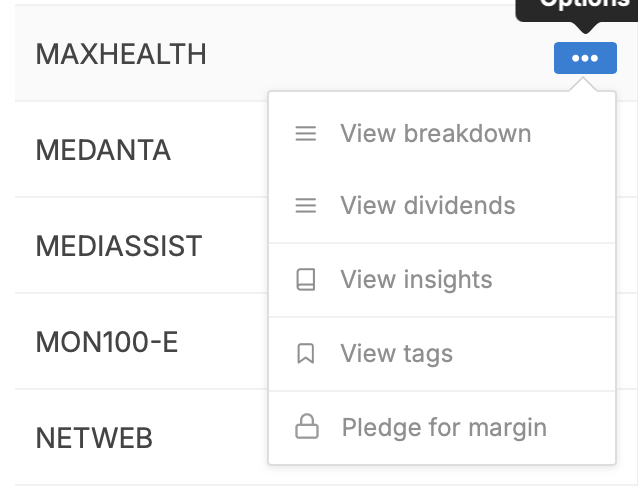 Options
MAXHEALTH
View breakdown
MEDANTA
View dividends
MEDIASSIST
View insights
MON100-E
View tags
NETWEB
Pledge for margin